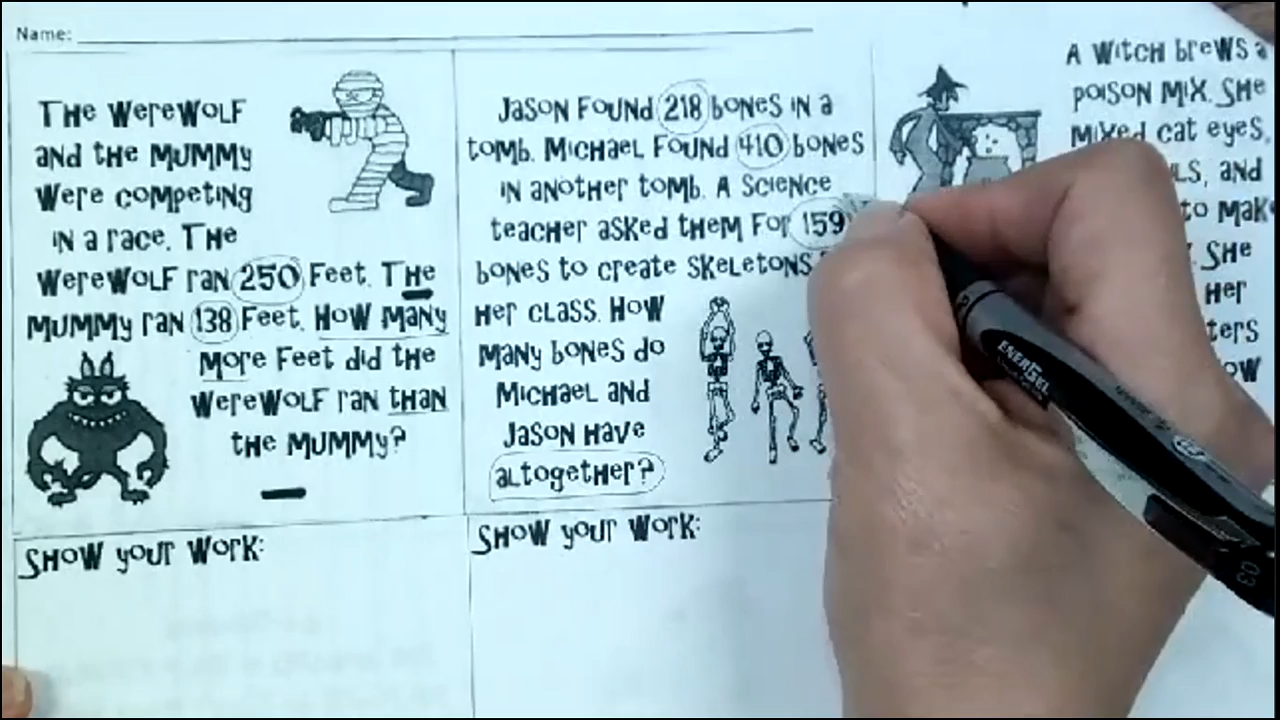 Name:
The Werewolf
and the Mummy
were competing
in a race. The
Werewolf ran 250 feet. The
Mummy ran 138 feet. How many
more feet did the
Werewolf ran than
the Mummy?
Show your work:
Jason found 218 bones in a
tomb. Michael found 410 bones
in another tomb. A science
teacher asked them for 159
bones to create skeletons
her class. How
many bones do
Michael and
Jason have
altogether?
Show your work:
A witch brews a
poison mix. She
mixed cat eyes,
and
to make
She
her
ENERGEL
03